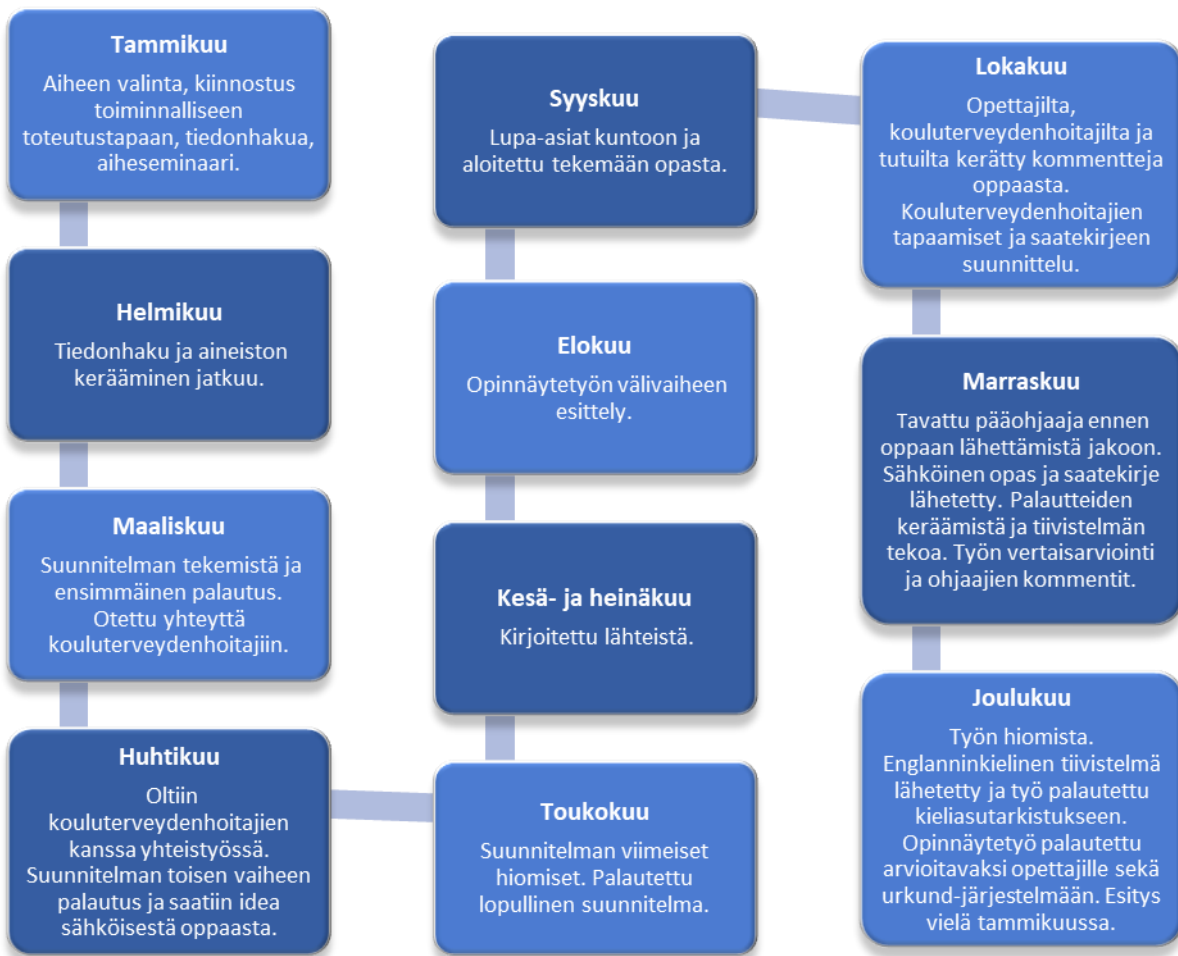 Tammikuu
Aiheen valinta, kiinnostus
toiminnalliseen
toteutustapaan, tiedonhakua,
aiheseminaari.
Helmikuu
Tiedonhaku ja aineiston
kerääminen jatkuu.
Maaliskuu
Suunnitelman tekemistä ja
ensimmäinen palautus.
Otettu yhteyttä
kouluterveydenhoitajiin.
Huhtikuu
Oltiin
kouluterveydenhoitajien
kanssa yhteistyössä.
Suunnitelman toisen vaiheen
palautus ja saatiin idea
sähköisestä oppaasta.
Toukokuu
Suunnitelman viimeiset
hiomiset. Palautettu
lopullinen suunnitelma.
Kesä- ja heinäkuu
Kirjoitettu lähteistä.
Elokuu
Opinnäytetyön välivaiheen
esittely.
Syyskuu
Lupa-asiat kuntoon ja
aloitettu tekemään opasta.
Lokakuu
Opettajilta,
kouluterveydenhoitajilta ja
tutuilta kerätty kommentteja
oppaasta.
Kouluterveydenhoitajien
tapaamiset ja saatekirjeen
suunnittelu.
Marraskuu
Tavattu pääohjaaja ennen
oppaan lähettämistä jakoon.
Sähköinen opas ja saatekirje
lähetetty. Palautteiden
keräämistä ja tiivistelmän
tekoa. Työn vertaisarviointi
ja ohjaajien kommentit.
Joulukuu
Työn hiomista.
Englanninkielinen tiivistelmä
lähetetty ja työ palautettu
kieliasutarkistukseen.
Opinnäytetyö palautettu
arvioitavaksi opettajille sekä
urkund-järjestelmään. Esitys
vielä tammikuussa.